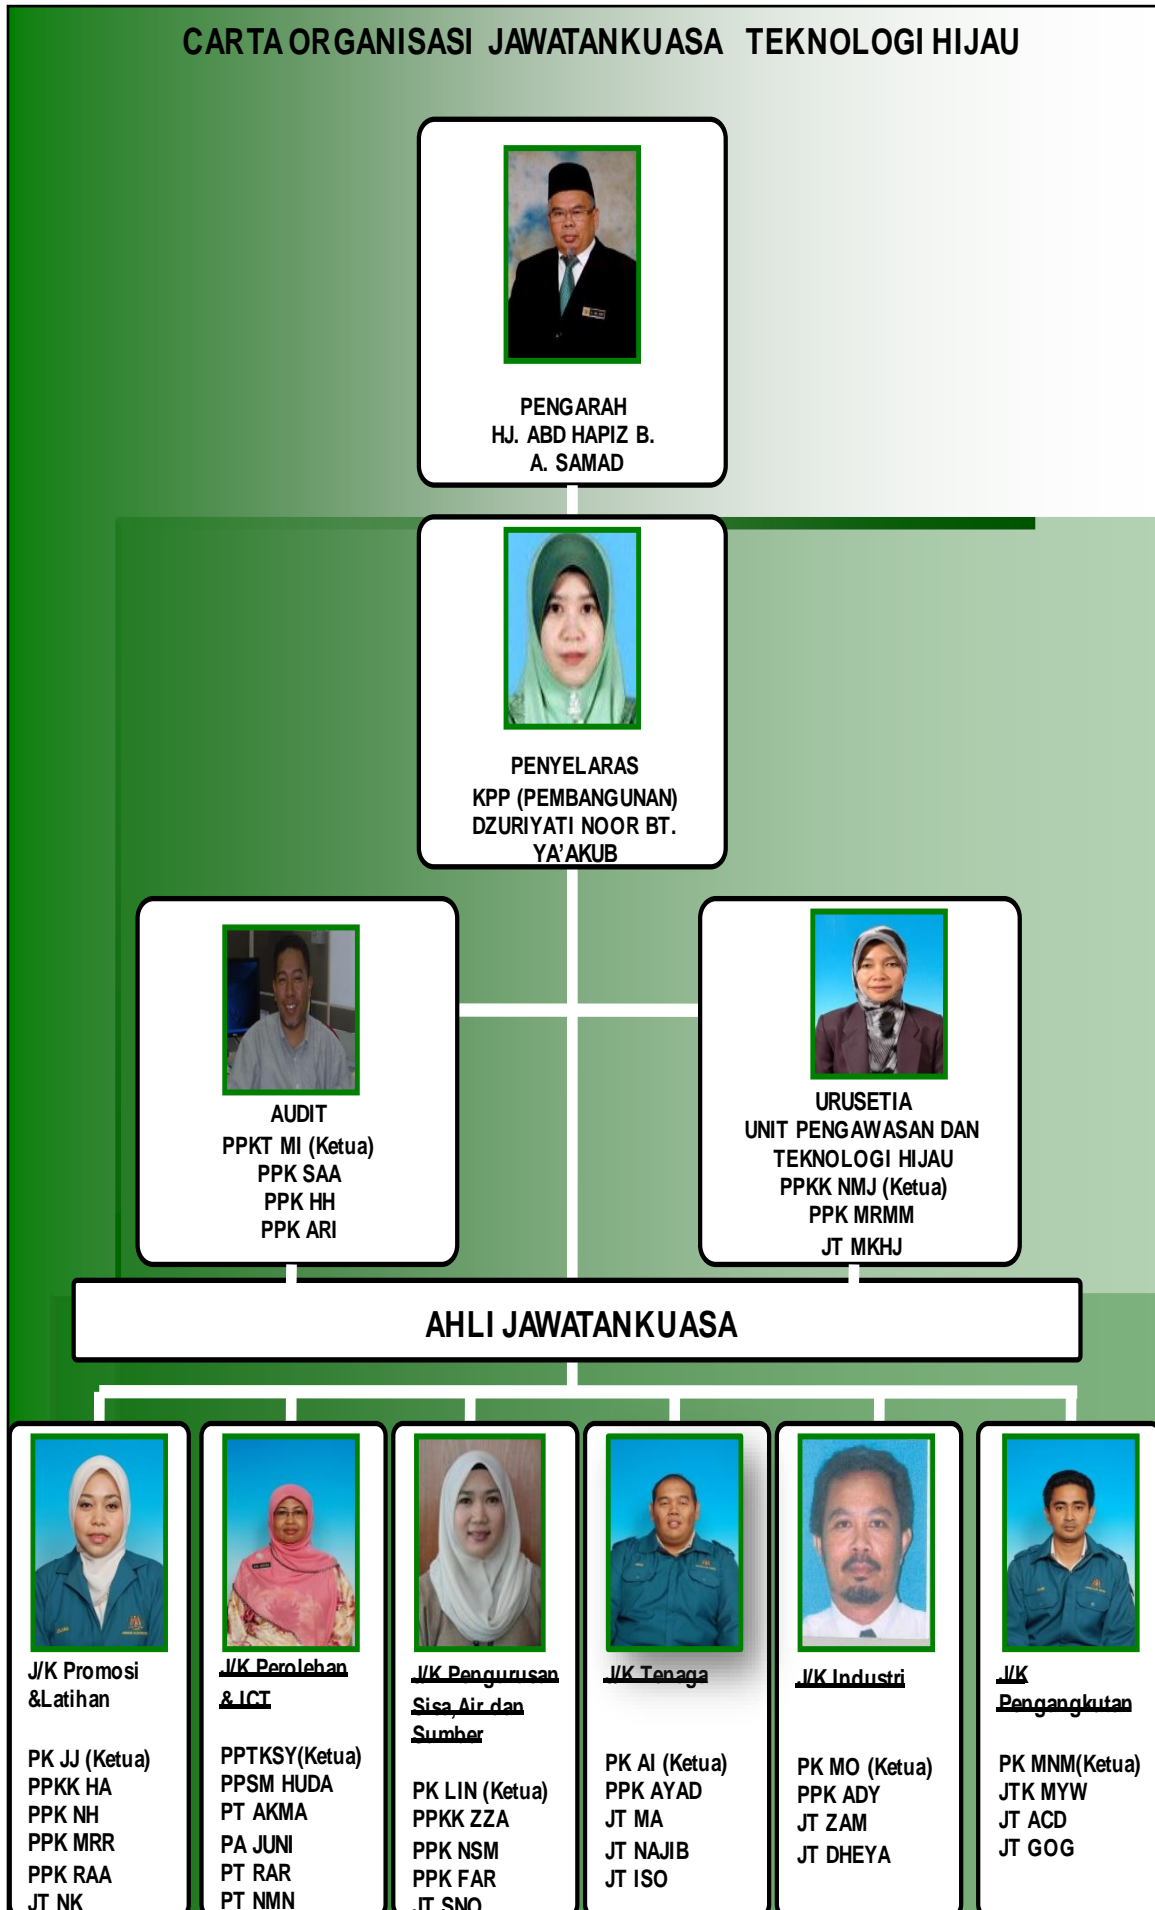 CARTA ORGANISASI JAWATANKUASA TEKNOLOGI HIJAU
PENGARAH
HJ. ABD HAPIZ B.
A. SAMAD
PENYELARAS
KPP (PEMBANGUNAN)
DZURIYATI NOOR BT.
YA'AKUB
AUDIT
PPKT MI (Ketua)
PPK SAA
PPK HH
PPK ARI
URUSETIA
UNIT PENGAWASAN DAN
TEKNOLOGI HIJAU
PPKK NMJ (Ketua)
PPK MRMM
JT MKHJ
AHLI JAWATANKUASA
J/K Promosi
&Latihan
PK JJ (Ketua)
PPKK HA
PPK NH
PPK MRR
PPK RAA
JT NK
J/K Perolehan
& ICT
PPTKSY(Ketua)
PPSM HUDA
PT AKMA
PA JUNI
PT RAR
PT NMN
J/K Pengurusan
Sisa,Air dan
Sumber
PK LIN (Ketua)
PPKK ZZA
PPK NSM
PPK FAR
JT SNO
J/K Tenaga
PK AI (Ketua)
PPK AYAD
JT MA
JT NAJIB
JT ISO
J/K Industri
PK MO (Ketua)
PPK ADY
JT ZAM
JT DHEYA
J/K
Pengangkutan
PK MNM(Ketua)
JTK MYW
JT ACD
JT GOG